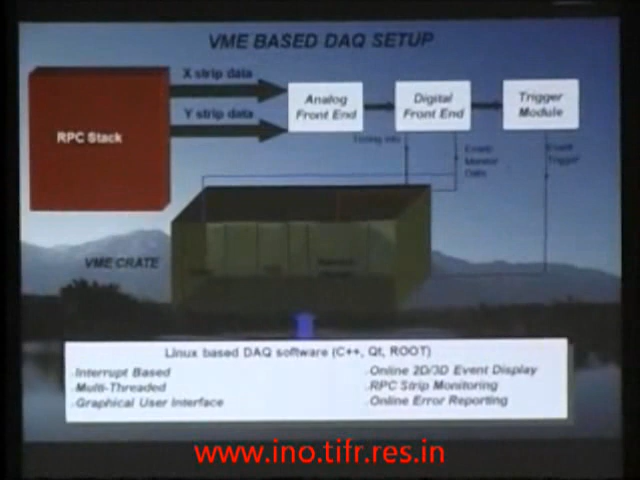 VME BASED DAQ SETUP
X strip data
Y strip data
RPC Stack
Analog
Front End
Digital
Front End
Trigger
Module
Timing info
Event/
Monitor
Data
Event
Trigger
VME CRATE
Linux based DAQ software (C++, Qt, ROOT)
Interrupt Based
Multi-Threaded
Graphical User Interface
Online 2D/3D Event Display
RPC Strip Monitoring
Online Error Reporting
www.ino.tifr.res.in